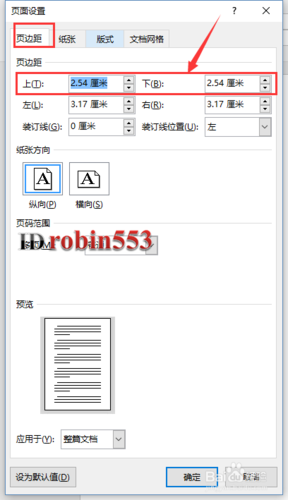 页面设置 ? ×
页边距 纸张 版式 文档网格
页边距
上(T): 2.54 厘米 下(B): 2.54 厘米
左(L): 3.17 厘米 右(R): 3.17 厘米
装订线(G): 0 厘米 装订线位置(U): 左
纸张方向
纵向(P) 横向(S)
页码范围
ID robin553
预览
应用于(Y): 整篇文档
设为默认值(D) 确定 取消